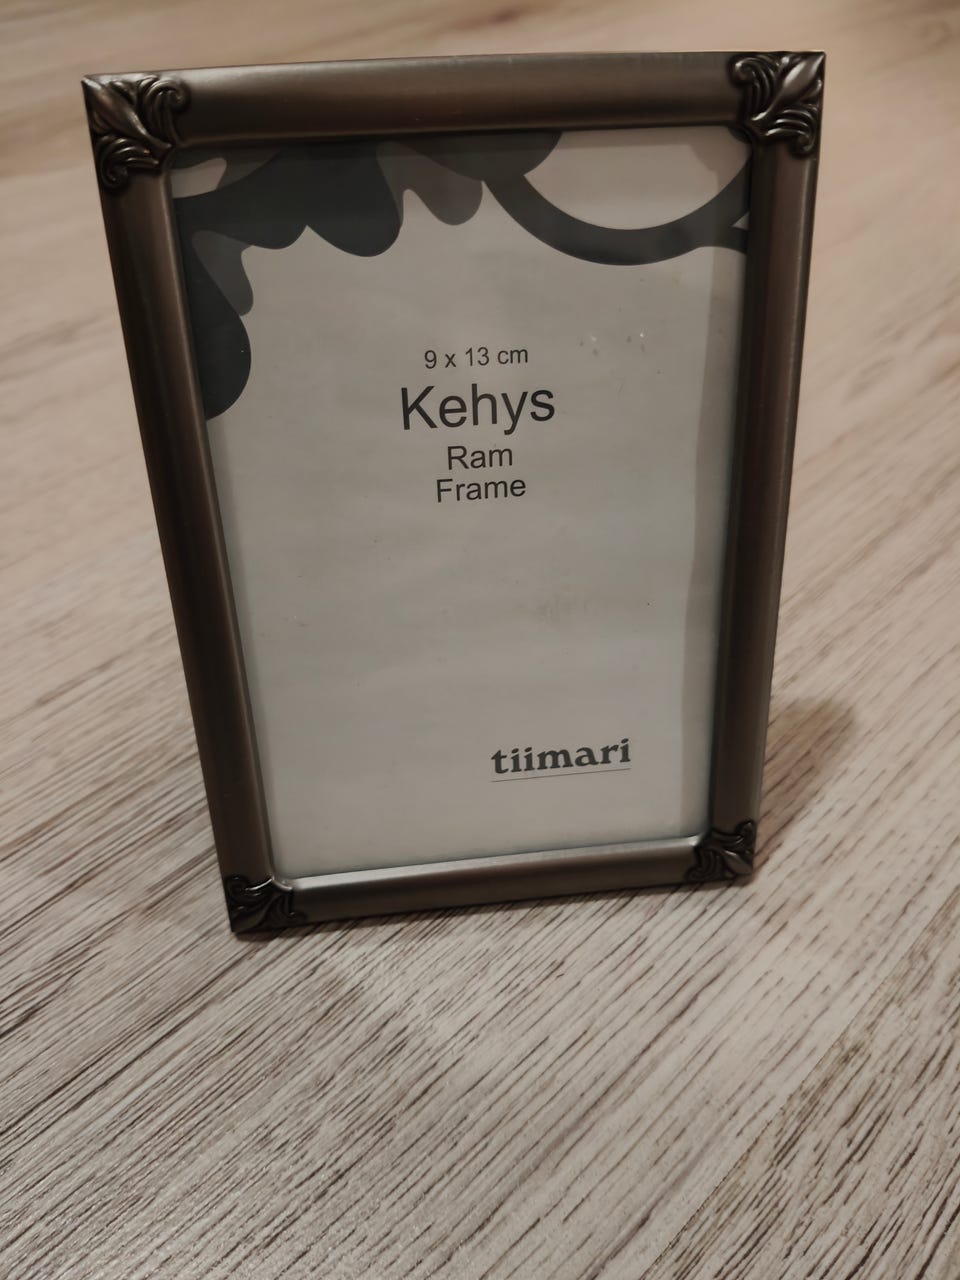 9 x 13 cm
Kehys
Ram
Frame
tiimari